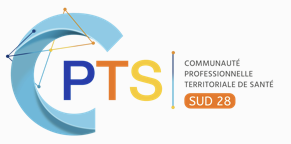 CPTS
COMMUNAUTÉ
PROFESSIONNELLE
TERRITORIALE DE SANTÉ
SUD 28